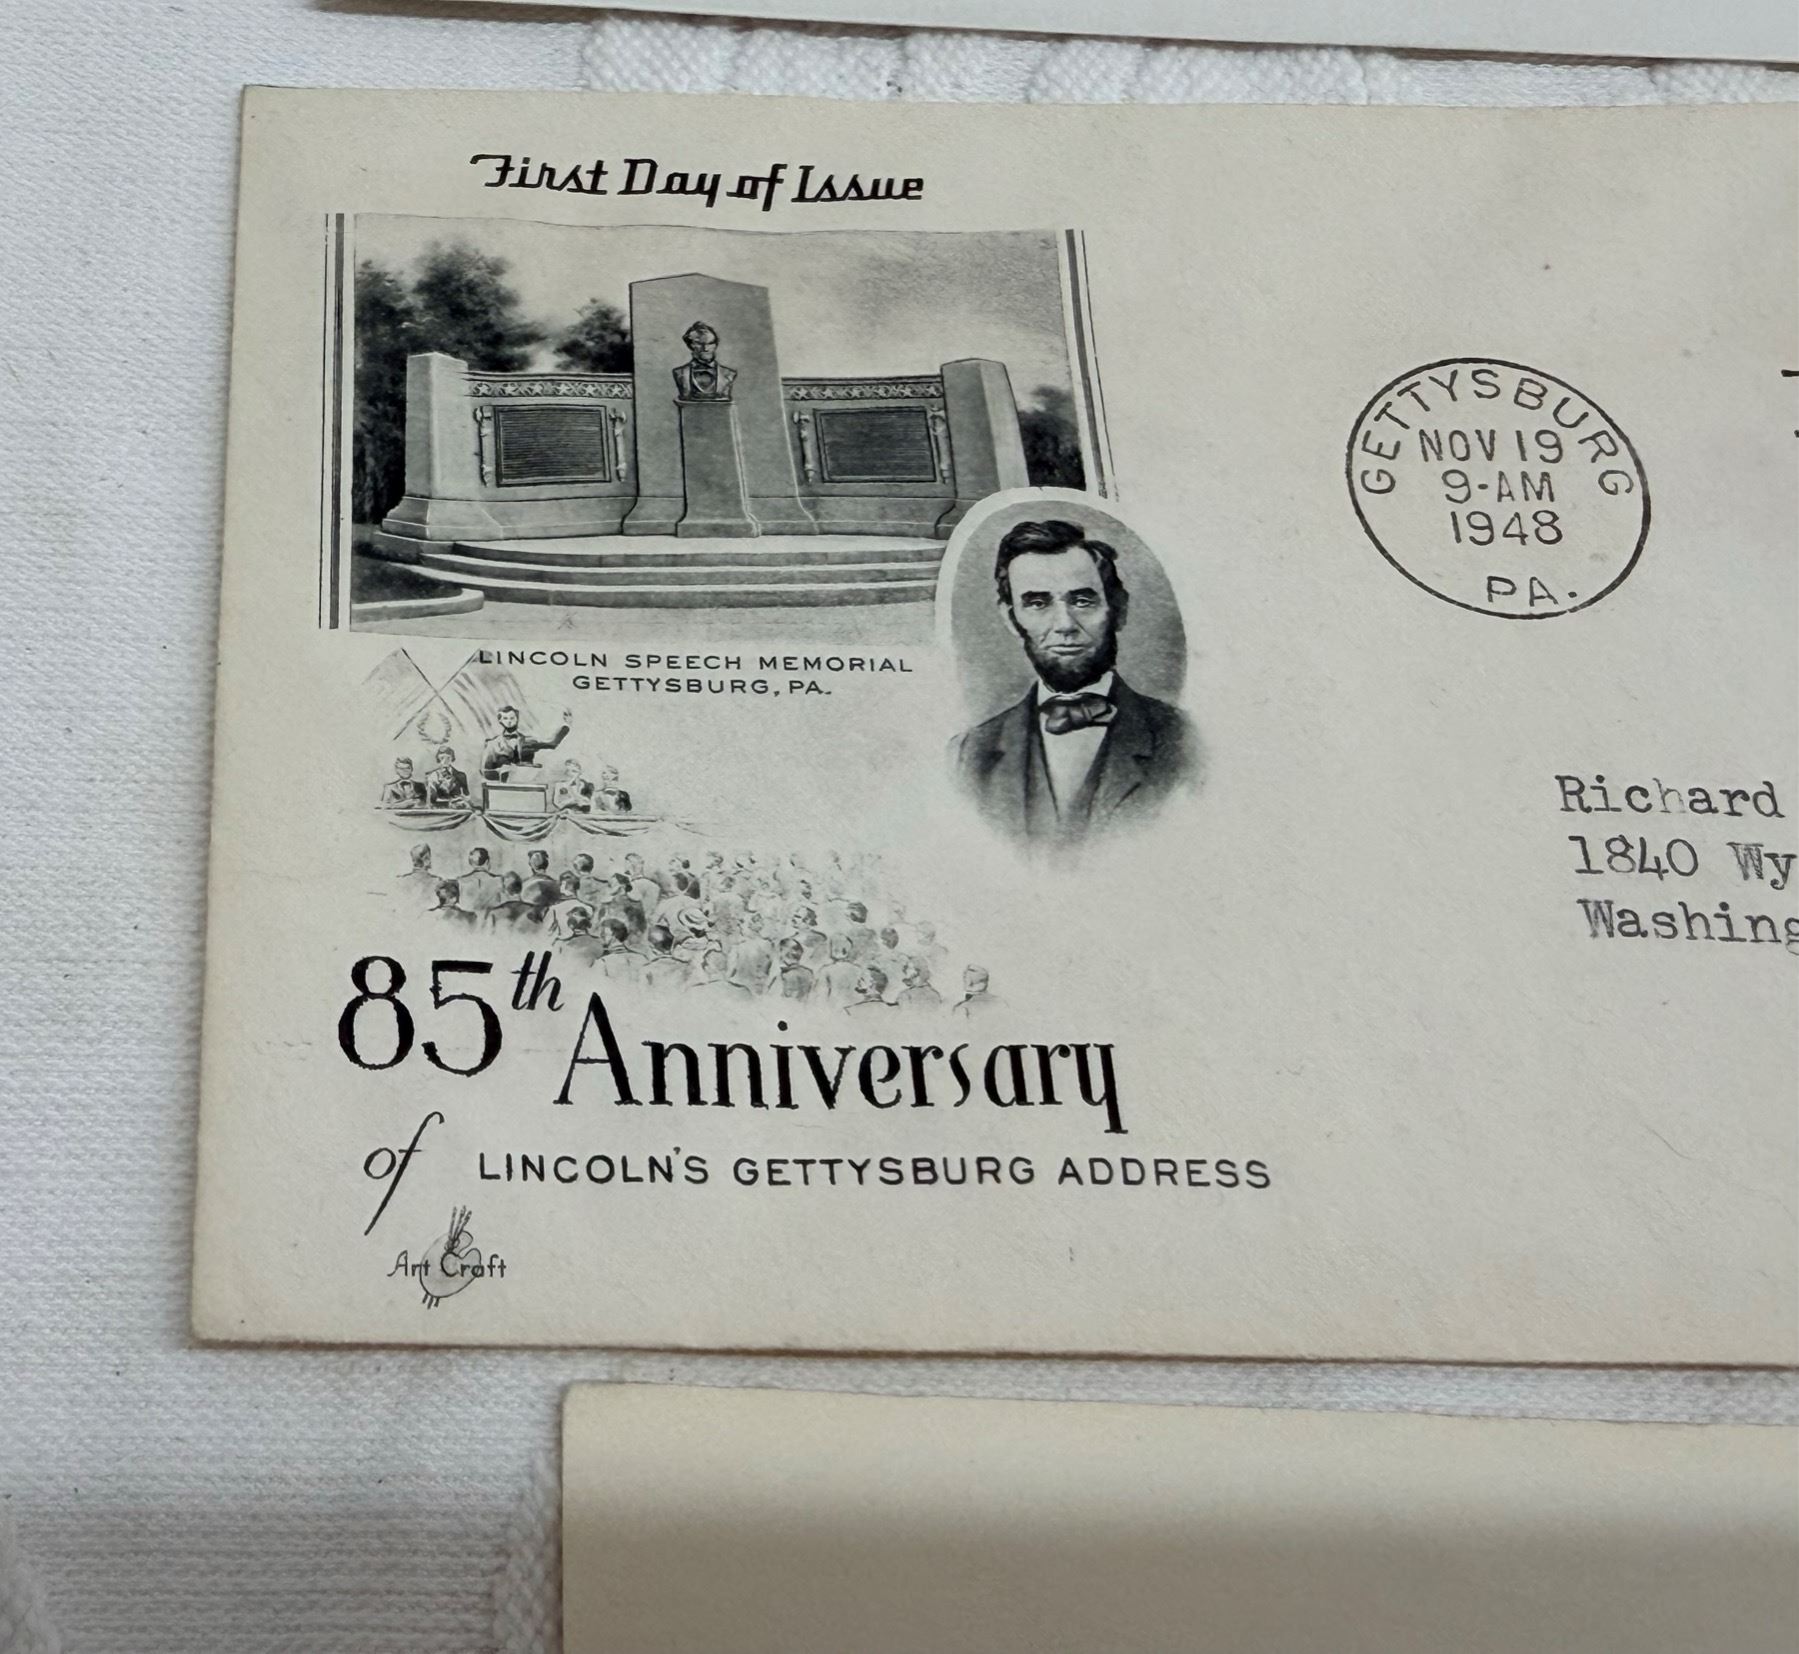 First Day of Issue
LINCOLN SPEECH MEMORIAL
GETTYSBURG, PA.
85th Anniversary
of LINCOLN'S GETTYSBURG ADDRESS
Art Craft
GETTYSBURG
NOV 19
9-AM
1948
PA.
Richard
1840 Wy
Washing